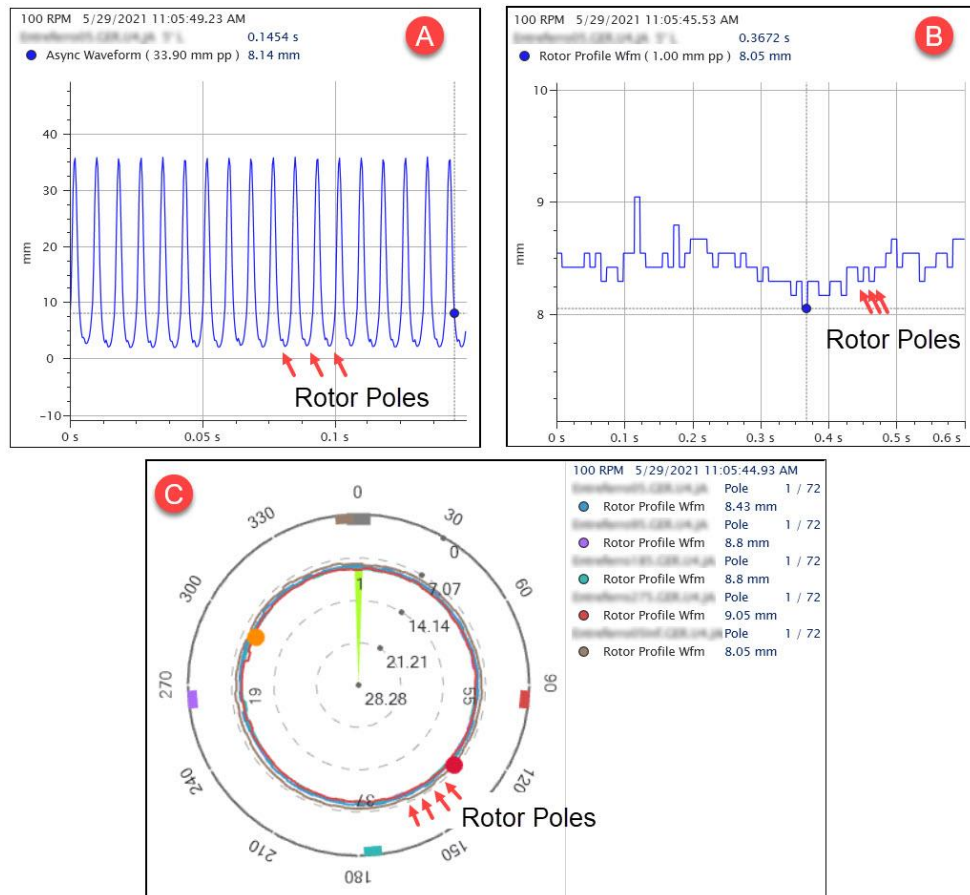 100 RPM 5/29/2021 11:05:49.23 AM
5' L 0.1454 s
Async Waveform ( 33.90 mm pp ) 8.14 mm
A
mm
40
30
20
10
0
-10
0 s 0.05 s 0.1 s
Rotor Poles
100 RPM 5/29/2021 11:05:45.53 AM
5' L 0.3672 s
Rotor Profile Wfm ( 1.00 mm pp ) 8.05 mm
B
mm
10
9
8
0 s 0.1 s 0.2 s 0.3 s 0.4 s 0.5 s 0.6 s
Rotor Poles
C
0
30
60
90
120
150
180
210
240
270
300
330
0
7.07
14.14
21.21
28.28
1
19
37
55
Rotor Poles
100 RPM 5/29/2021 11:05:44.93 AM
Pole 1 / 72
Rotor Profile Wfm 8.43 mm
Pole 1 / 72
Rotor Profile Wfm 8.8 mm
Pole 1 / 72
Rotor Profile Wfm 8.8 mm
Pole 1 / 72
Rotor Profile Wfm 9.05 mm
Pole 1 / 72
Rotor Profile Wfm 8.05 mm